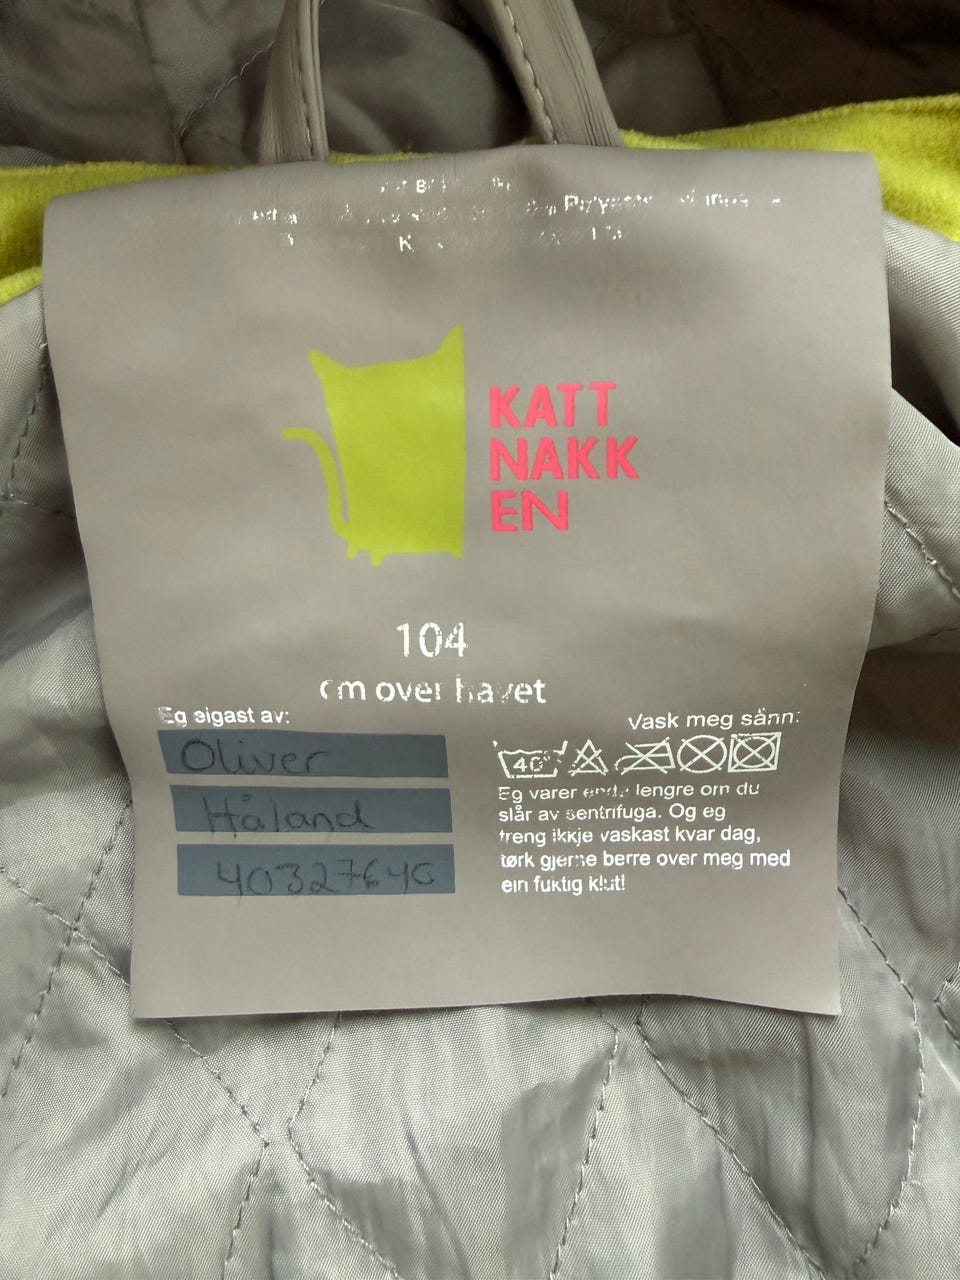 KATT
NAKK
EN
104
cm over havet
Eg eigast av:
Oliver
Håland
40327640
Vask meg sånn:
40°
Eg varer enda lengre om du
slår av sentrifuga. Og eg
treng ikkje vaskast kvar dag,
tørk gjerne berre over meg med
ein fuktig klut!